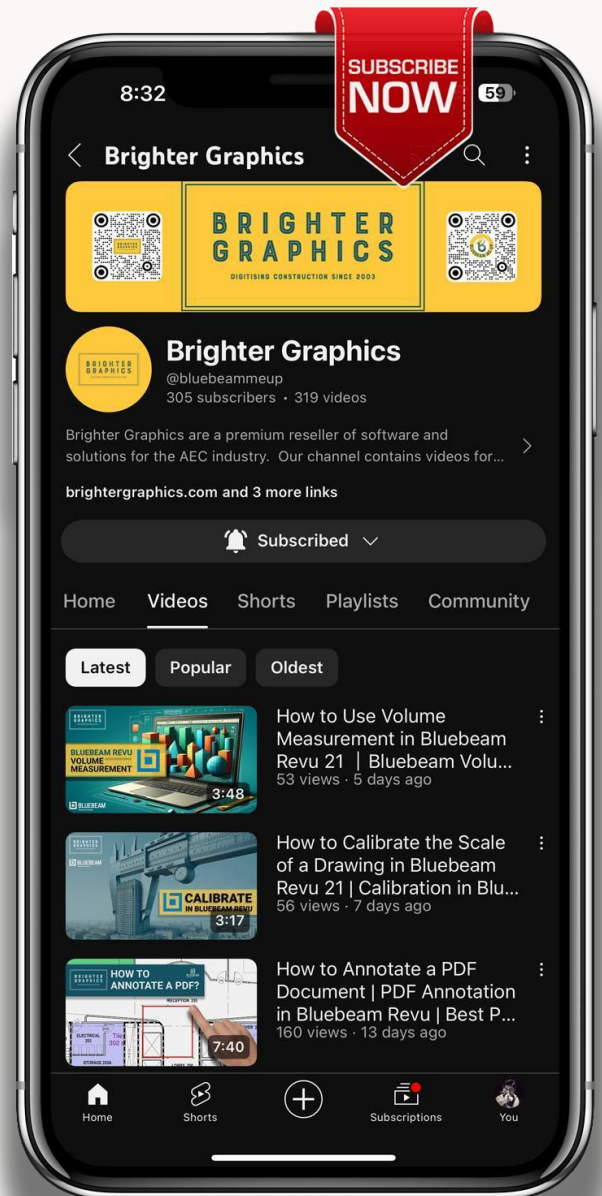 SUBSCRIBE
NOW
8:32
59
Brighter Graphics
BRIGHTER
GRAPHICS
DIGITISING CONSTRUCTION SINCE 2003
BRIGHTER
GRAPHICS
Brighter Graphics
@bluebeammeup
305 subscribers • 319 videos
Brighter Graphics are a premium reseller of software and
solutions for the AEC industry. Our channel contains videos for...
brightergraphics.com and 3 more links
Subscribed
Home Videos Shorts Playlists Community
Latest Popular Oldest
BRIGHTER
GRAPHICS
BLUEBEAM REVU
VOLUME
MEASUREMENT
BLUEBEAM
3:48
How to Use Volume
Measurement in Bluebeam
Revu 21 | Bluebeam Volu...
53 views · 5 days ago
BRIGHTER
GRAPHICS
BLUEBEAM
CALIBRATE
IN BLUEBEAM REVU
3:17
How to Calibrate the Scale
of a Drawing in Bluebeam
Revu 21 | Calibration in Blu...
56 views · 7 days ago
BRIGHTER
GRAPHICS
HOW TO
ANNOTATE A PDF?
RECEPTION
ELECTRICAL
Tile
302
7:40
How to Annotate a PDF
Document | PDF Annotation
in Bluebeam Revu | Best P...
160 views · 13 days ago
Home Shorts Subscriptions You